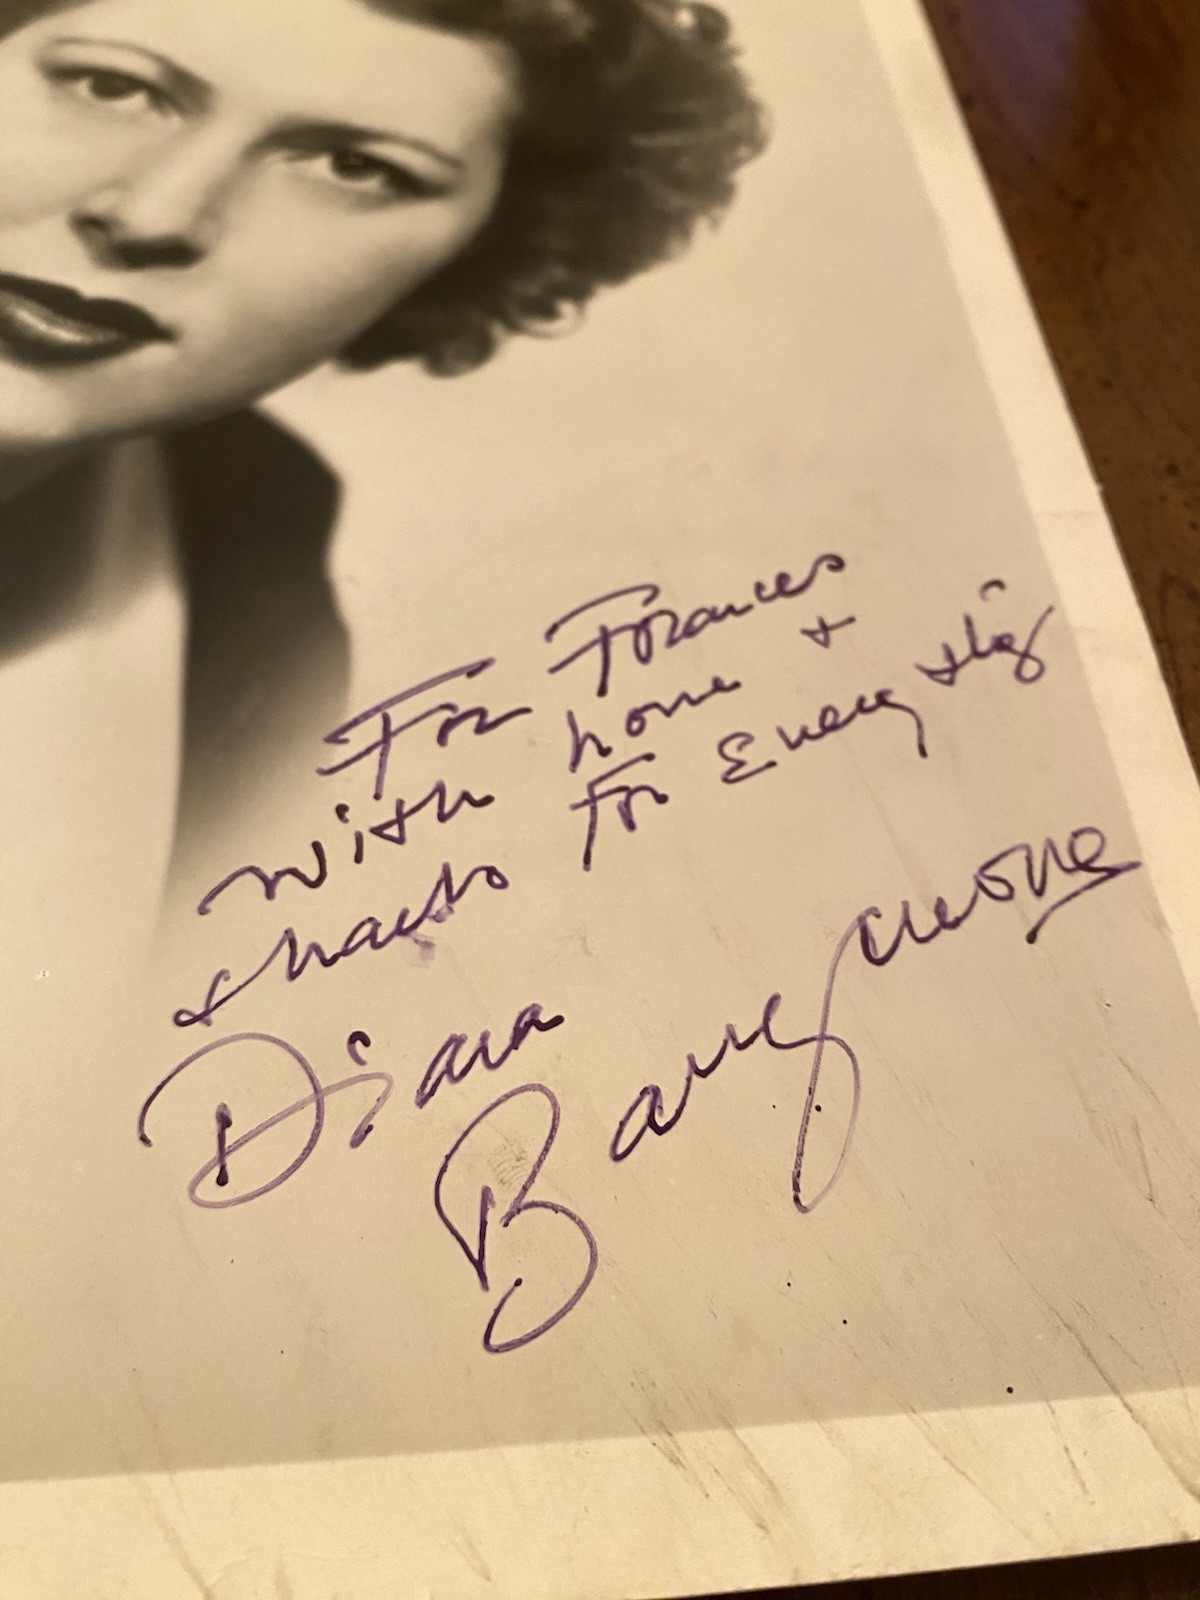 For Frances
with love +
thanks for Everything
Diana
Barrymore